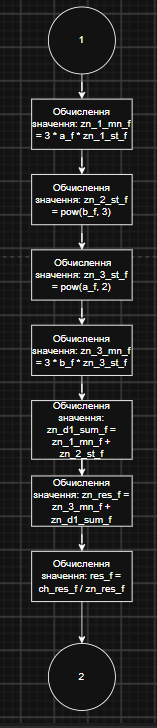 1
Обчислення
значення: zn_1_mn_f
= 3 * a_f * zn_1_st_f
Обчислення
значення: zn_2_st_f
= pow(b_f, 3)
Обчислення
значення: zn_3_st_f
= pow(a_f, 2)
Обчислення
значення: zn_3_mn_f
= 3 * b_f * zn_3_st_f
Обчислення
значення:
zn_d1_sum_f =
zn_1_mn_f +
zn_2_st_f
Обчислення
значення: zn_res_f =
zn_3_mn_f +
zn_d1_sum_f
Обчислення
значення: res_f =
ch_res_f / zn_res_f
2